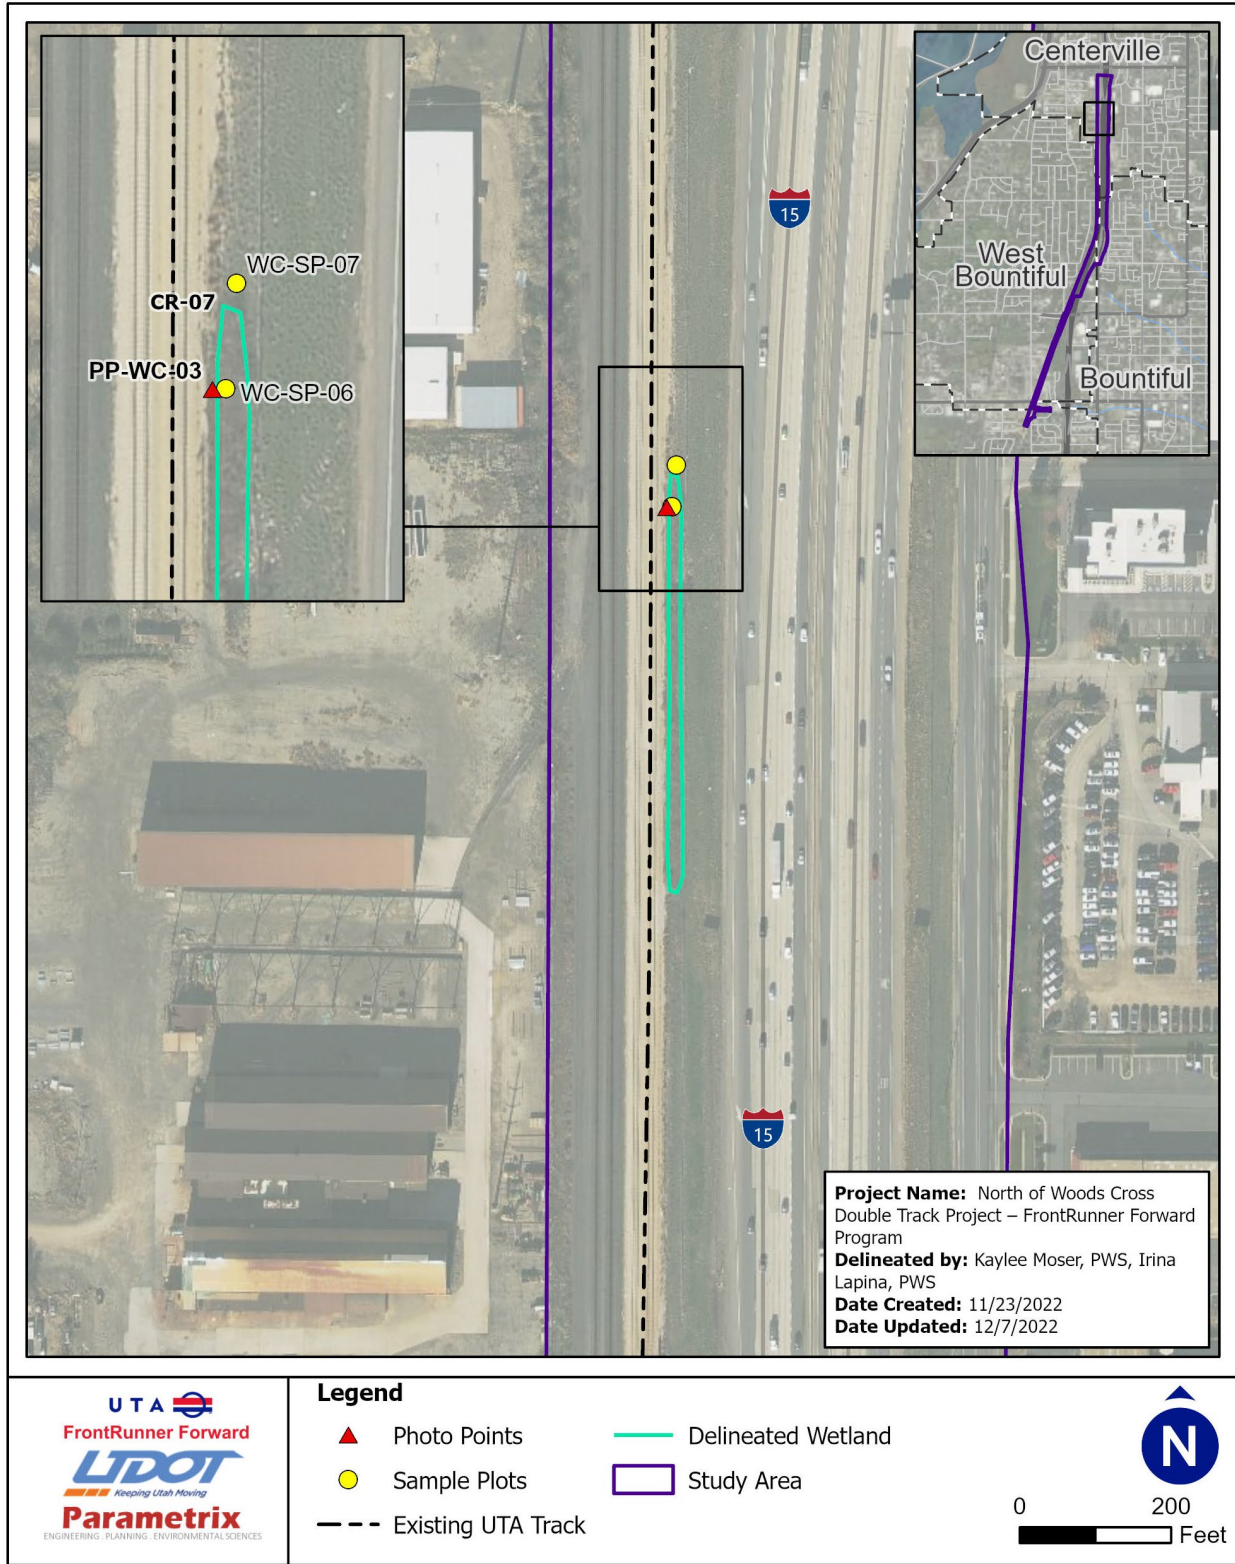 Centerville
West
Bountiful
Bountiful
WC-SP-07
CR-07
PP-WC-03
WC-SP-06
15
15
Project Name: North of Woods Cross
Double Track Project – FrontRunner Forward
Program
Delineated by: Kaylee Moser, PWS, Irina
Lapina, PWS
Date Created: 11/23/2022
Date Updated: 12/7/2022
UTA
FrontRunner Forward
UDOT
Keeping Utah Moving
Parametrix
ENGINEERING . PLANNING . ENVIRONMENTAL SCIENCES
Legend
Photo Points
Sample Plots
Existing UTA Track
Delineated Wetland
Study Area
N
0 200
Feet